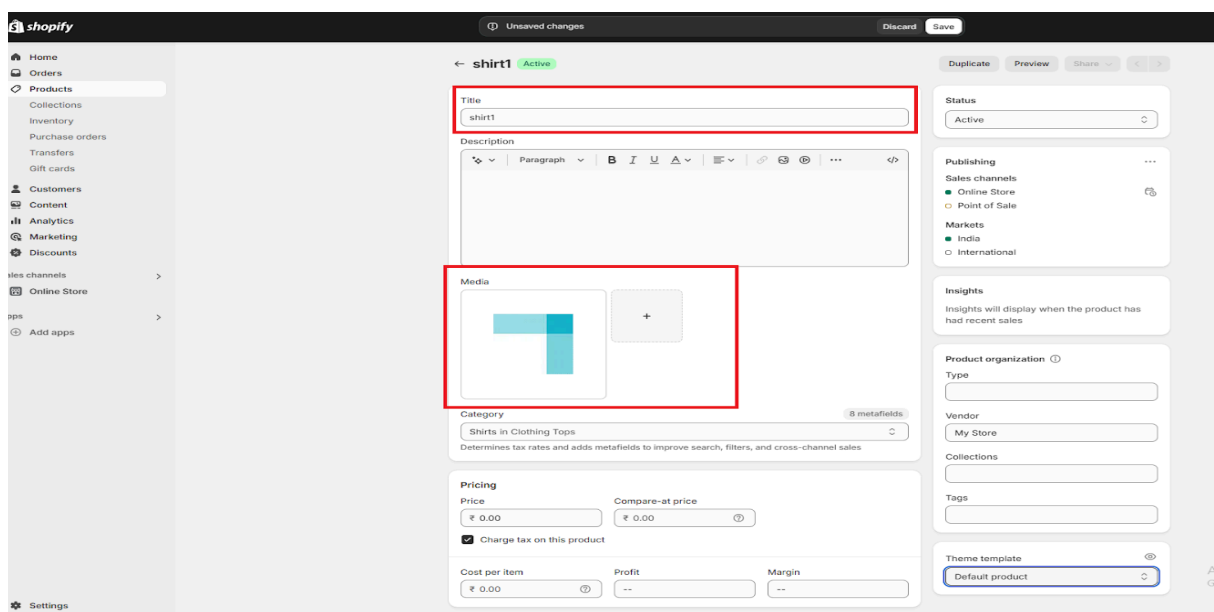 shopify
Unsaved changes
Discard
Save
Home
Orders
Products
Collections
Inventory
Purchase orders
Transfers
Gift cards
Customers
Content
Analytics
Marketing
Discounts
ales channels
Online Store
pps
Add apps
Settings
← shirt1 Active
Duplicate
Preview
Share
Title
shirt1
Description
Paragraph
B I U A
Media
+
Category
8 metafields
Shirts in Clothing Tops
Determines tax rates and adds metafields to improve search, filters, and cross-channel sales
Pricing
Price
Compare-at price
₹ 0.00
₹ 0.00
Charge tax on this product
Cost per item
Profit
Margin
₹ 0.00
--
--
Status
Active
Publishing
Sales channels
Online Store
Point of Sale
Markets
India
International
Insights
Insights will display when the product has
had recent sales
Product organization
Type
Vendor
My Store
Collections
Tags
Theme template
Default product